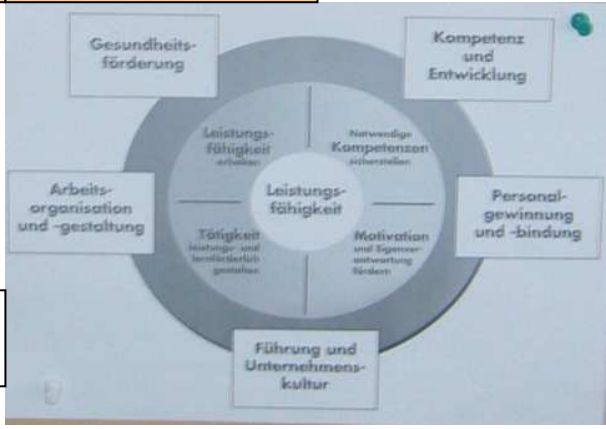 Gesundheits-
förderung
Kompetenz
und
Entwicklung
Leistungs-
fähigkeit
erhalten
Notwendige
Kompetenzen
sicherstellen
Arbeits-
organisation
und -gestaltung
Leistungs-
fähigkeit
Personal-
gewinnung
und -bindung
Tätigkeit
leistungs- und
lernförderlich
gestalten
Motivation
und Eigenver-
antwortung
fördern
Führung und
Unternehmens-
kultur